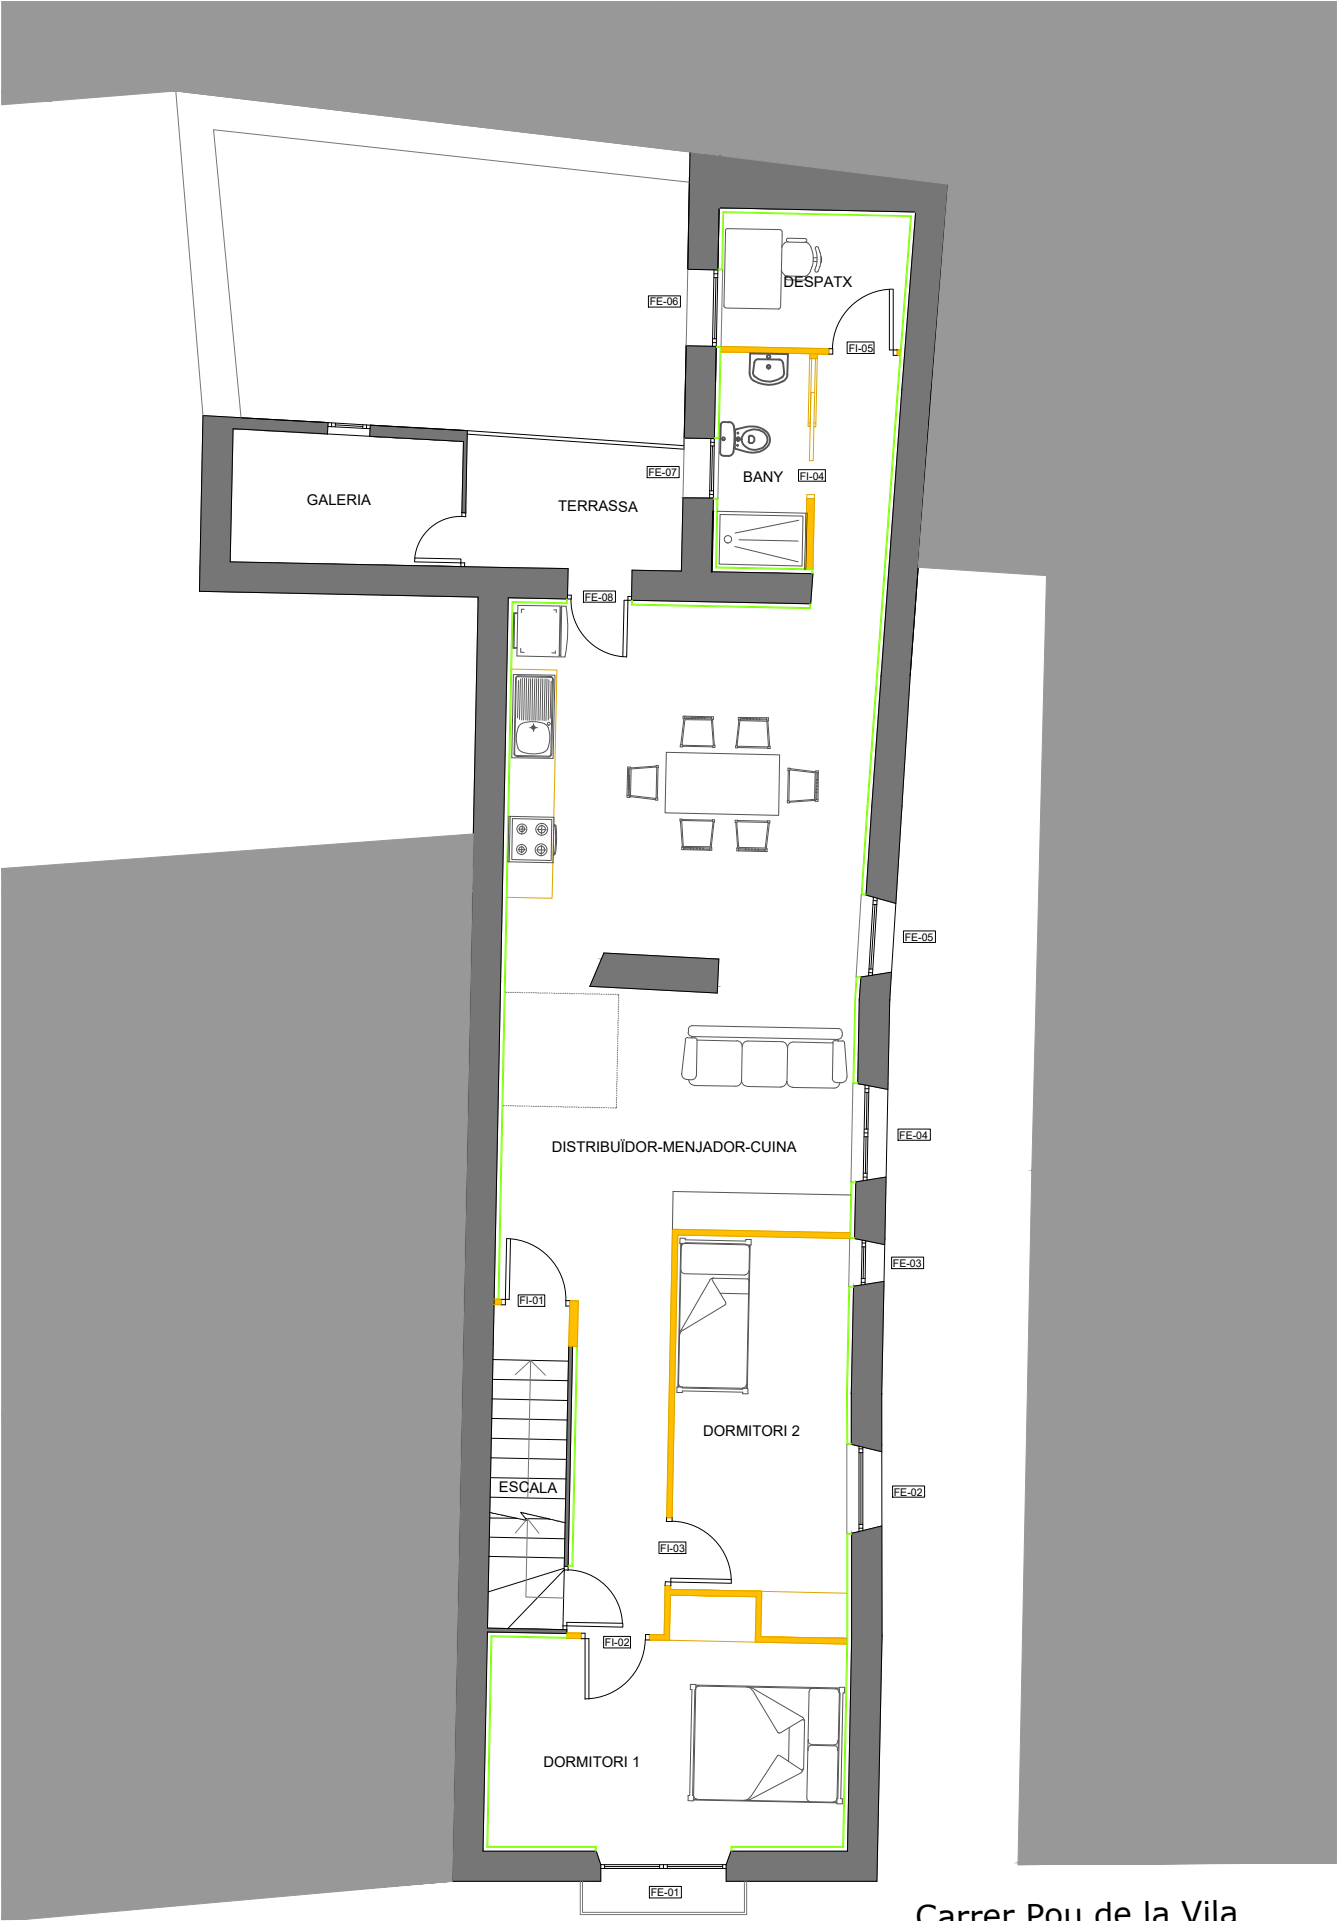 DESPATX
FE-06
FI-05
FE-07
BANY
FI-04
GALERIA
TERRASSA
FE-08
FE-05
FE-04
DISTRIBUÏDOR-MENJADOR-CUINA
FE-03
FI-01
DORMITORI 2
ESCALA
FE-02
FI-03
FI-02
DORMITORI 1
FE-01
Carrer Pou de la Vila